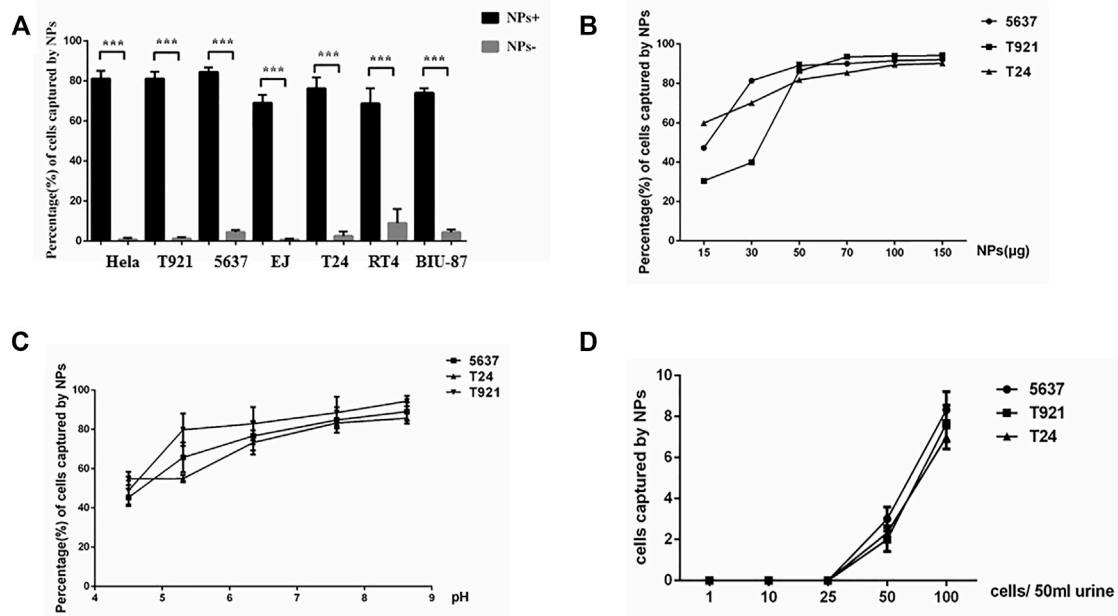 A
NPs+
NPs-
Percentage(%) of cells captured by NPs
100
80
60
40
20
0
*** *** *** *** *** *** ***
Hela T921 5637 EJ T24 RT4 BIU-87
B
5637
T921
T24
Percentage(%) of cells captured by NPs
100
80
60
40
20
0
15 30 50 70 100 150 NPs(μg)
C
5637
T24
T921
Percentage(%) of cells captured by NPs
100
80
60
40
20
0
4 5 6 7 8 9 pH
D
5637
T921
T24
cells captured by NPs
10
8
6
4
2
0
1 10 25 50 100 cells/ 50ml urine